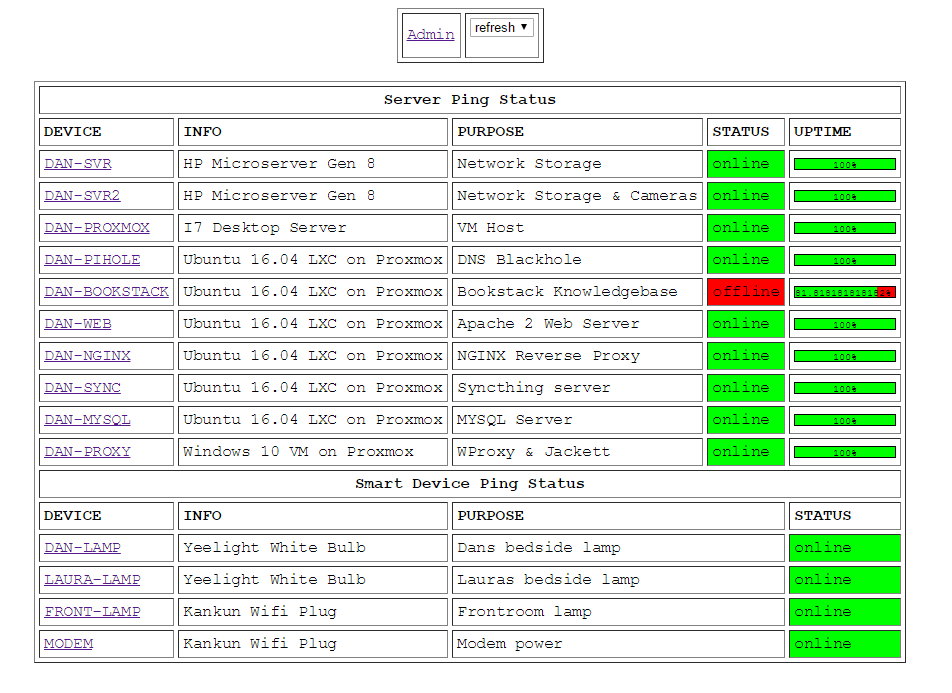 Admin refresh ▼
Server Ping Status
DEVICE INFO PURPOSE STATUS UPTIME
DAN-SVR HP Microserver Gen 8 Network Storage online 100%
DAN-SVR2 HP Microserver Gen 8 Network Storage & Cameras online 100%
DAN-PROXMOX I7 Desktop Server VM Host online 100%
DAN-PIHOLE Ubuntu 16.04 LXC on Proxmox DNS Blackhole online 100%
DAN-BOOKSTACK Ubuntu 16.04 LXC on Proxmox Bookstack Knowledgebase offline 81.818181818182%
DAN-WEB Ubuntu 16.04 LXC on Proxmox Apache 2 Web Server online 100%
DAN-NGINX Ubuntu 16.04 LXC on Proxmox NGINX Reverse Proxy online 100%
DAN-SYNC Ubuntu 16.04 LXC on Proxmox Syncthing server online 100%
DAN-MYSQL Ubuntu 16.04 LXC on Proxmox MYSQL Server online 100%
DAN-PROXY Windows 10 VM on Proxmox WProxy & Jackett online 100%
Smart Device Ping Status
DEVICE INFO PURPOSE STATUS
DAN-LAMP Yeelight White Bulb Dans bedside lamp online
LAURA-LAMP Yeelight White Bulb Lauras bedside lamp online
FRONT-LAMP Kankun Wifi Plug Frontroom lamp online
MODEM Kankun Wifi Plug Modem power online